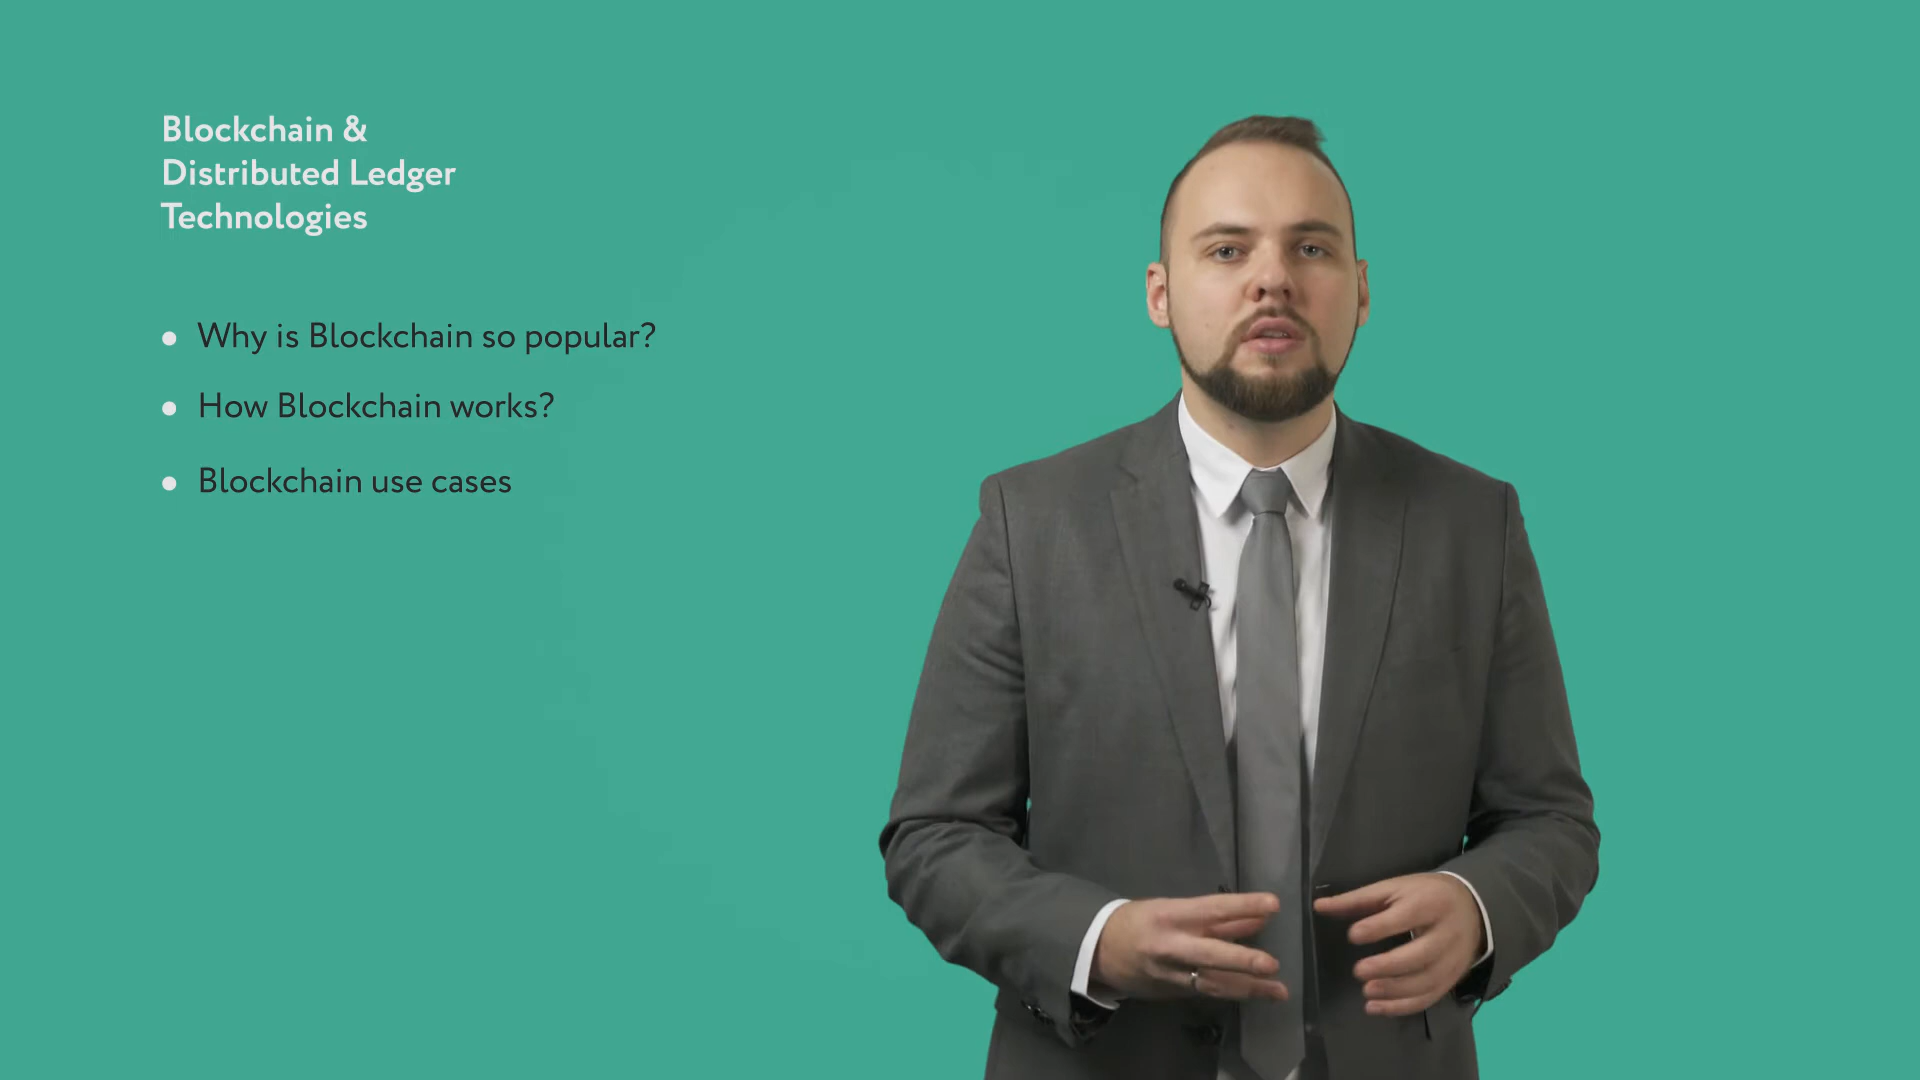 Blockchain &
Distributed Ledger
Technologies
Why is Blockchain so popular?
How Blockchain works?
Blockchain use cases